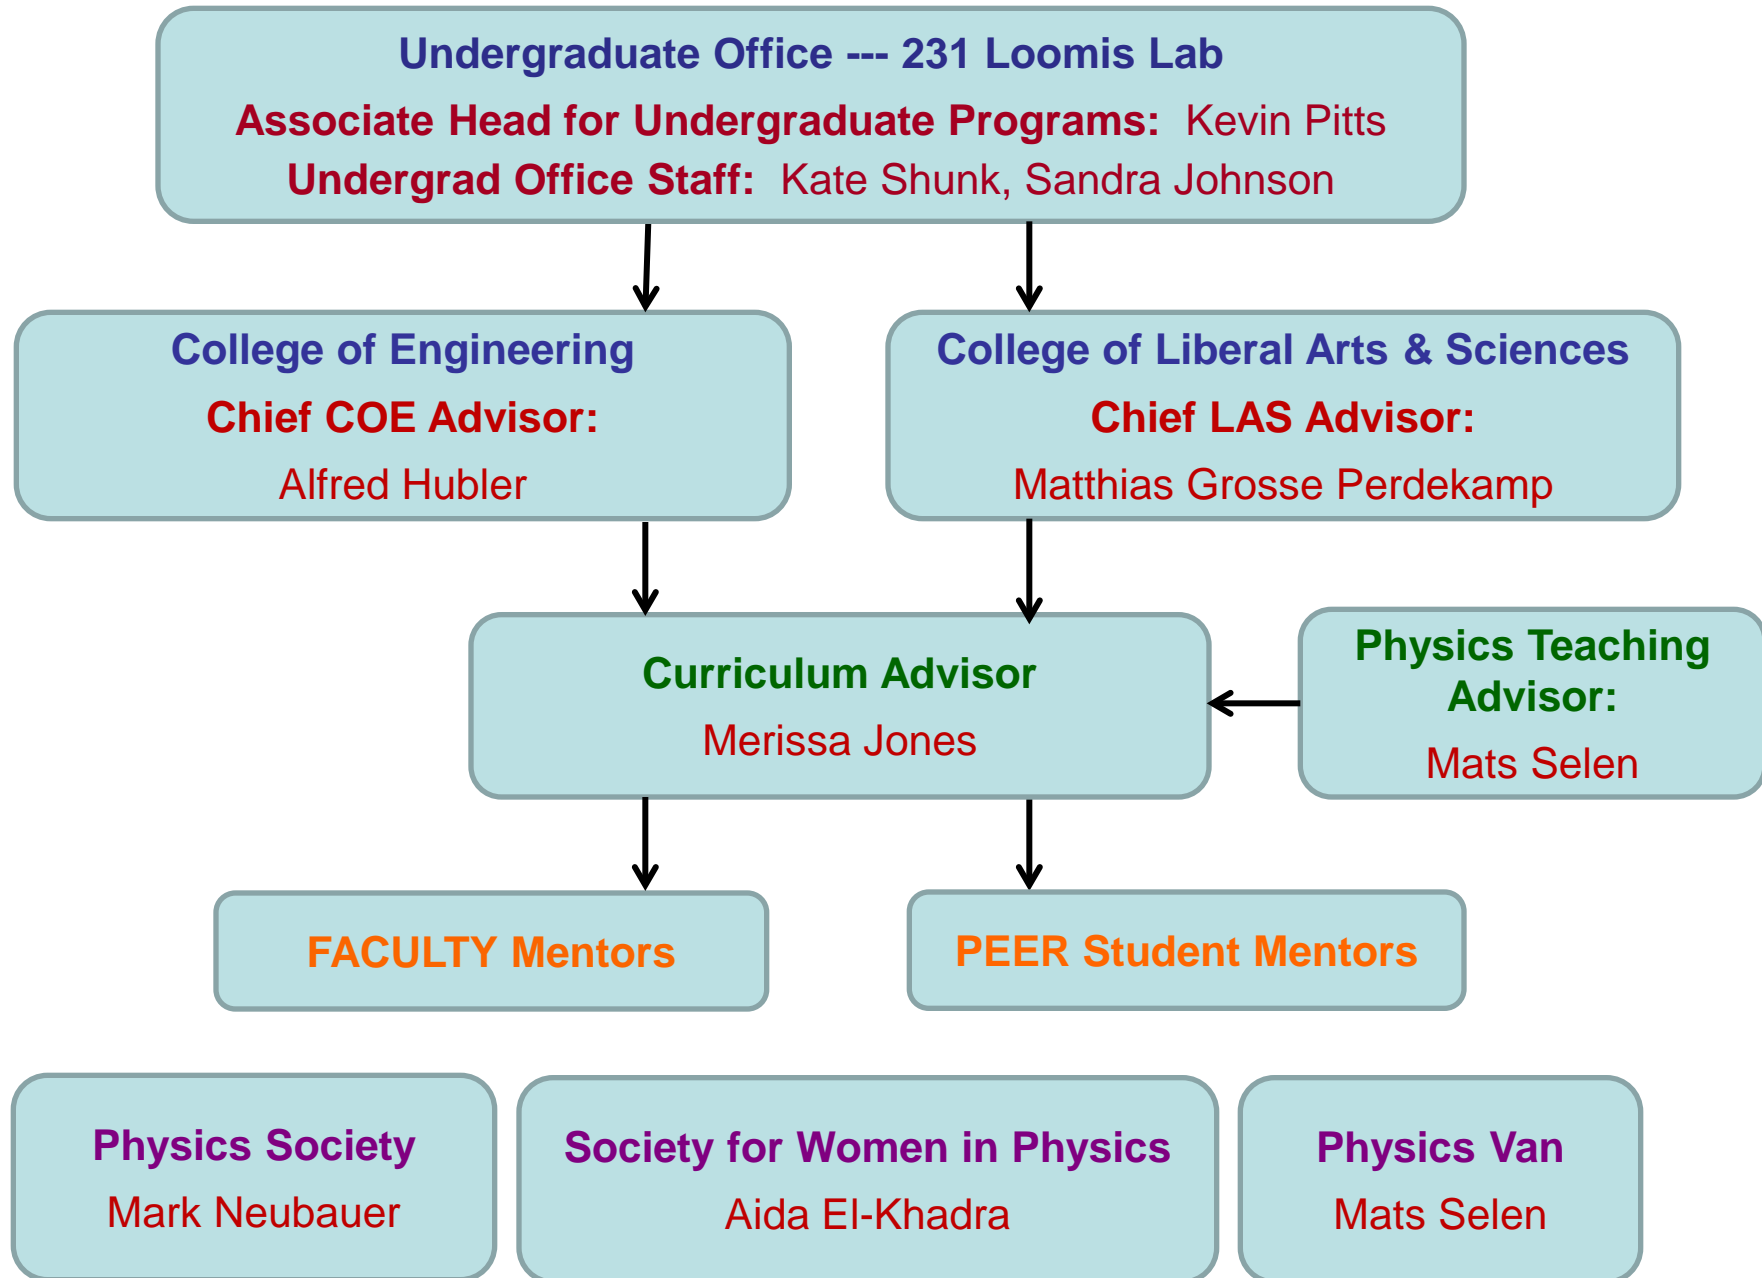 Undergraduate Office --- 231 Loomis Lab
Associate Head for Undergraduate Programs: Kevin Pitts
Undergrad Office Staff: Kate Shunk, Sandra Johnson
College of Engineering
Chief COE Advisor:
Alfred Hubler
College of Liberal Arts & Sciences
Chief LAS Advisor:
Matthias Grosse Perdekamp
Curriculum Advisor
Merissa Jones
Physics Teaching
Advisor:
Mats Selen
FACULTY Mentors
PEER Student Mentors
Physics Society
Mark Neubauer
Society for Women in Physics
Aida El-Khadra
Physics Van
Mats Selen